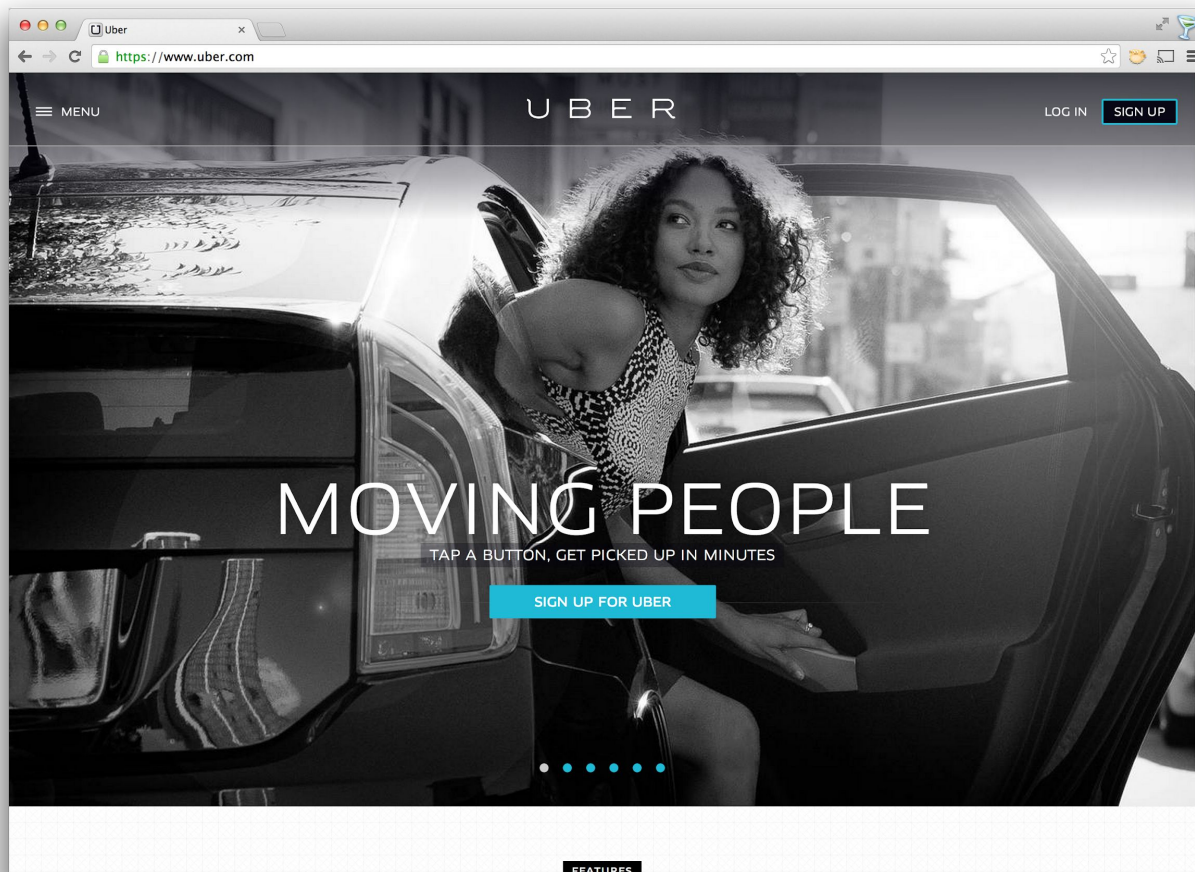 Uber
https://www.uber.com
MENU
UBER
LOG IN
SIGN UP
MOVING PEOPLE
TAP A BUTTON, GET PICKED UP IN MINUTES
SIGN UP FOR UBER
FEATURES